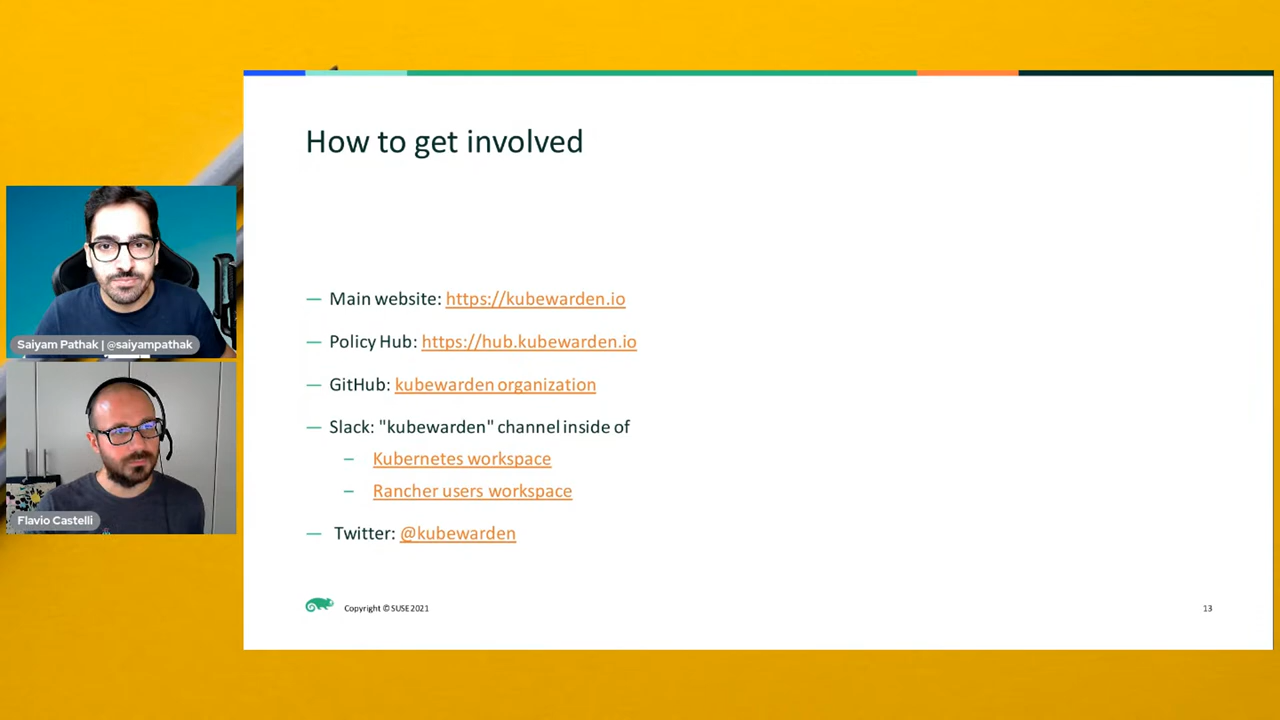 How to get involved
— Main website: https://kubewarden.io
— Policy Hub: https://hub.kubewarden.io
— GitHub: kubewarden organization
— Slack: "kubewarden" channel inside of
– Kubernetes workspace
– Rancher users workspace
— Twitter: @kubewarden
Copyright © SUSE 2021
13
Saiyam Pathak | @saiyampathak
Flavio Castelli